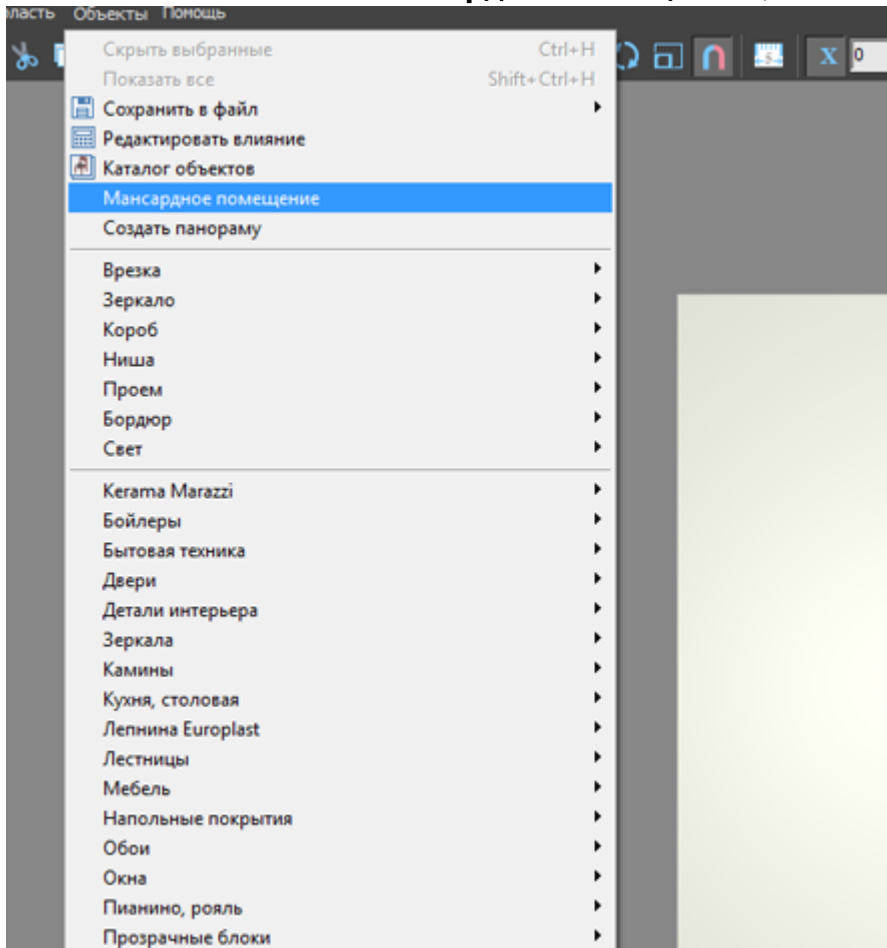 Объекты Помощь
Скрыть выбранные Ctrl+H
Показать все Shift+Ctrl+H
Сохранить в файл
Редактировать влияние
Каталог объектов
Мансардное помещение
Создать панораму
Врезка
Зеркало
Короб
Ниша
Проем
Бордюр
Свет
Kerama Marazzi
Бойлеры
Бытовая техника
Двери
Детали интерьера
Зеркала
Камины
Кухня, столовая
Лепнина Europlast
Лестницы
Мебель
Напольные покрытия
Обои
Окна
Пианино, рояль
Прозрачные блоки
X 0